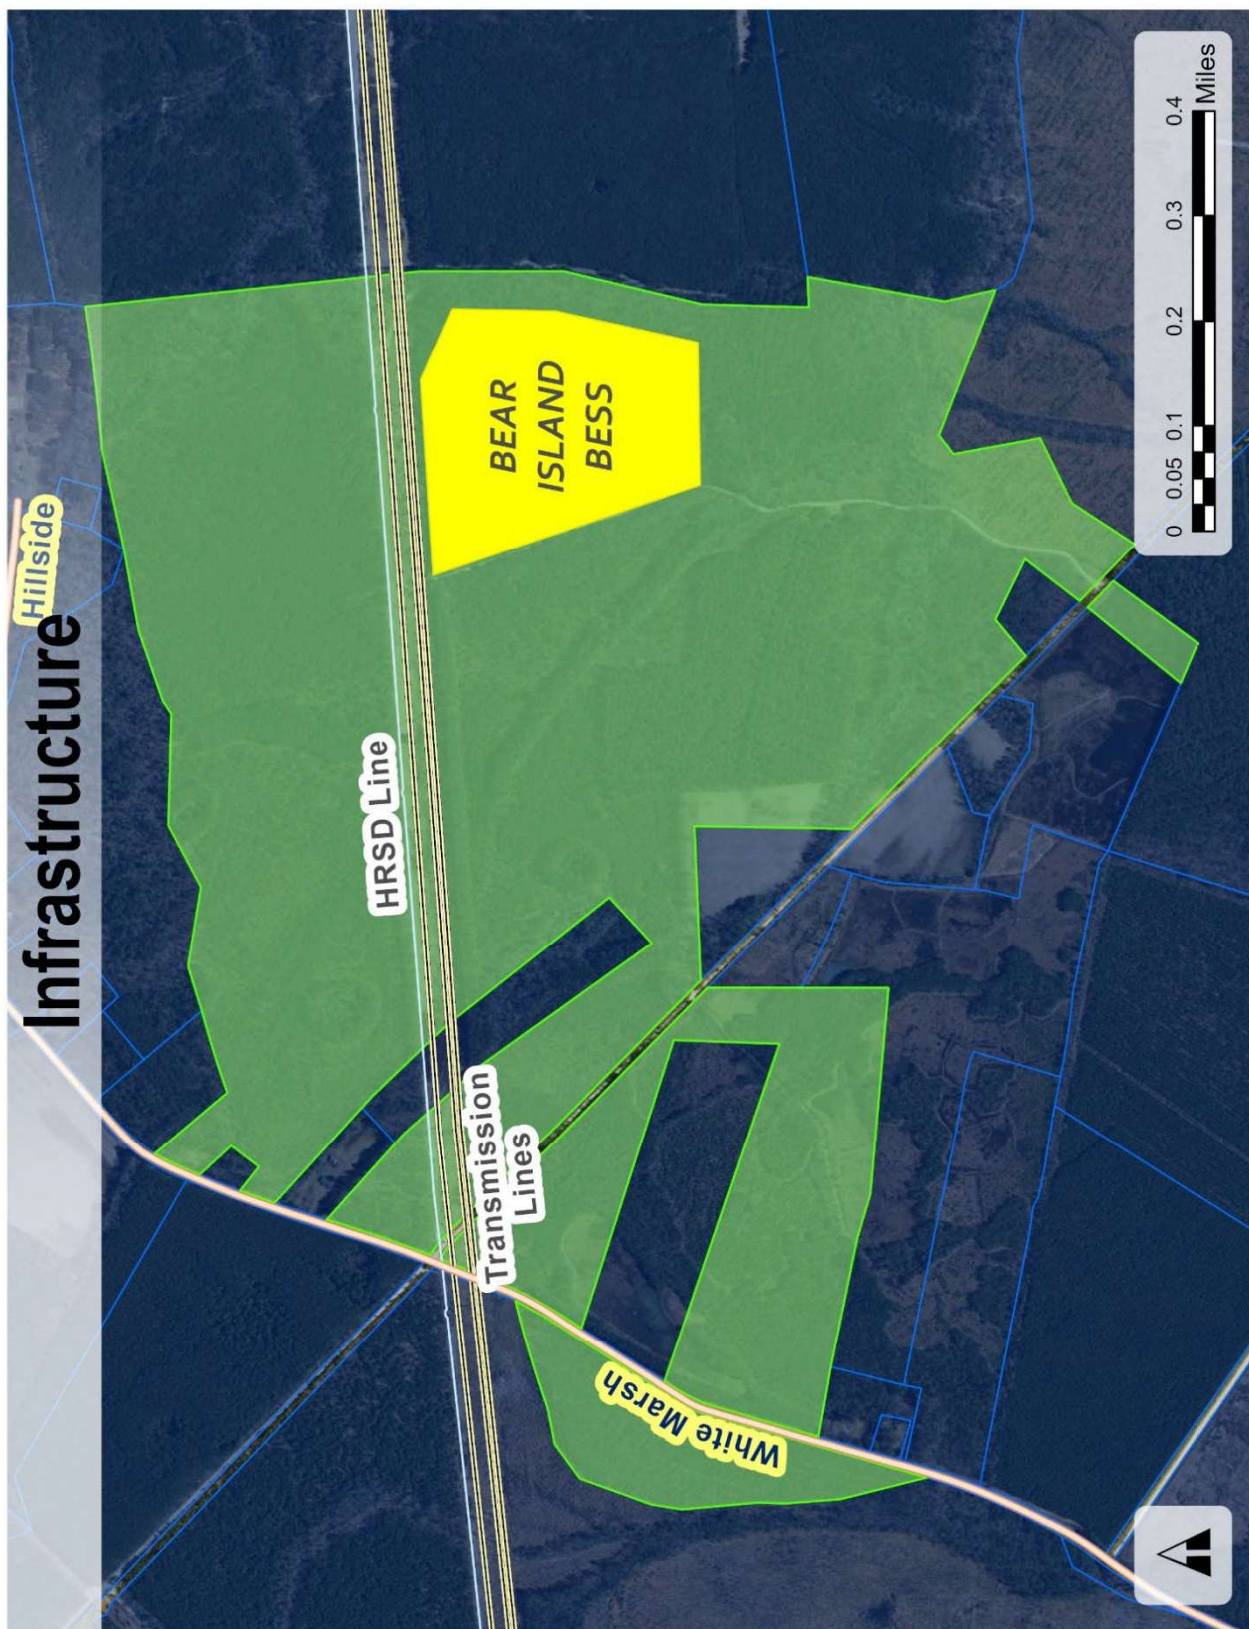 Infrastructure
Hillside
HRSD Line
BEAR
ISLAND
BESS
Transmission
Lines
White Marsh
0 0.05 0.1 0.2 0.3 0.4
Miles